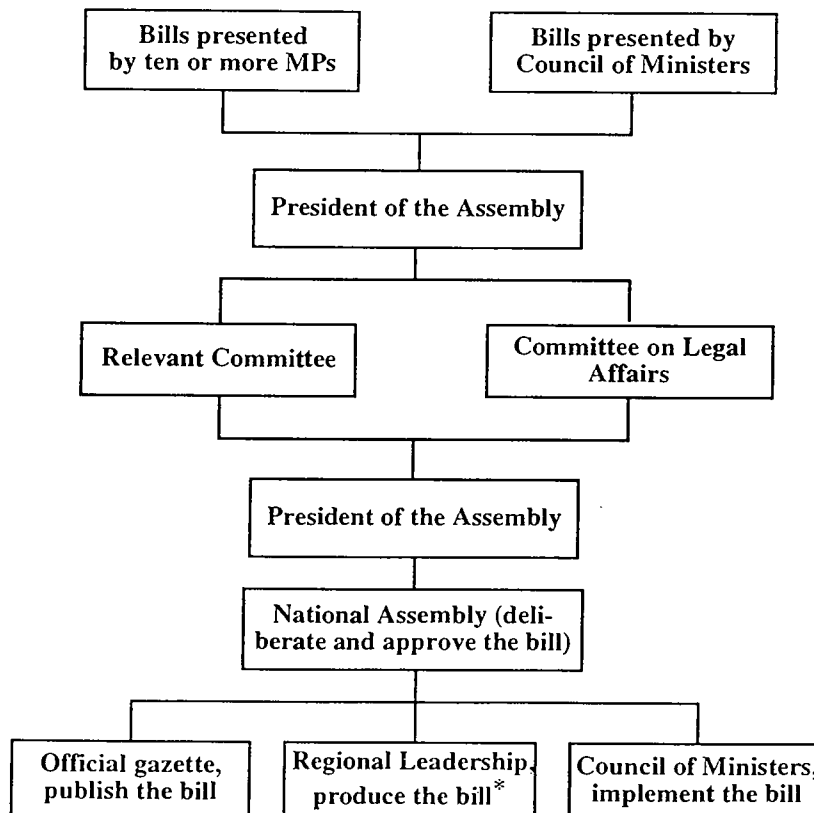 Bills presented
by ten or more MPs
Bills presented by
Council of Ministers
President of the Assembly
Relevant Committee
Committee on Legal
Affairs
President of the Assembly
National Assembly (deli-
berate and approve the bill)
Official gazette,
publish the bill
Regional Leadership,
produce the bill*
Council of Ministers,
implement the bill